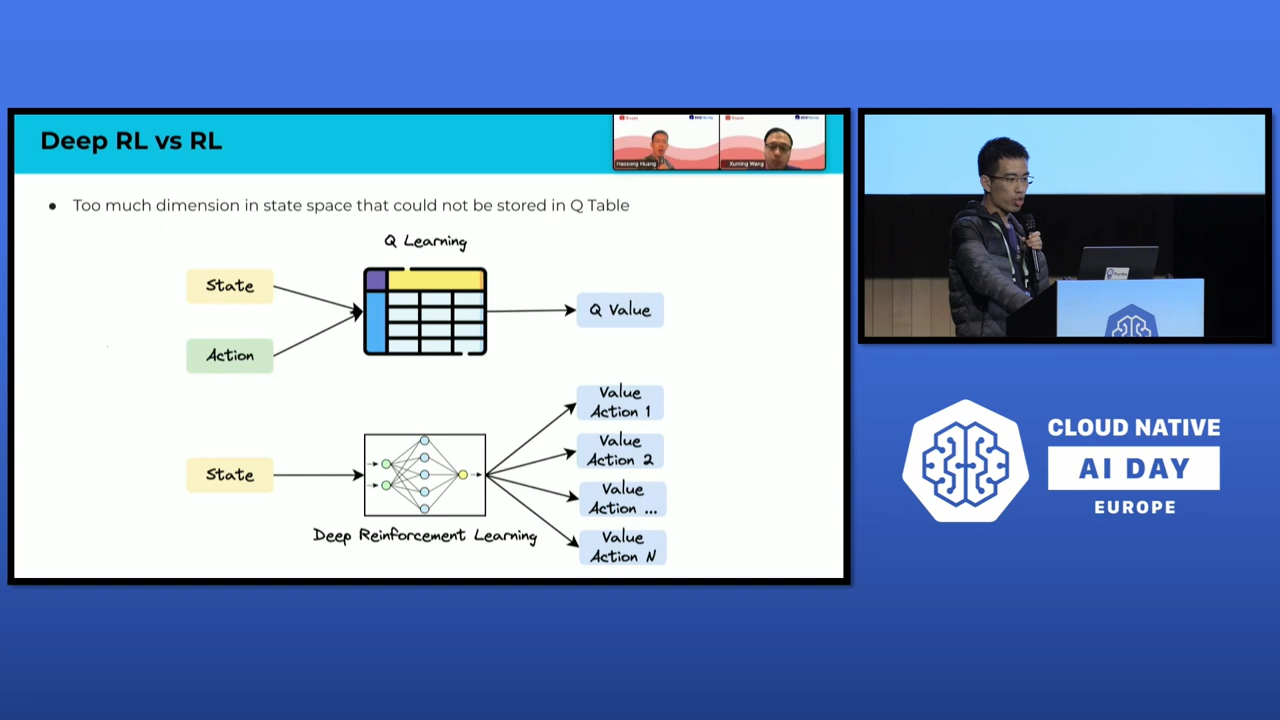 Deep RL vs RL
Haoxong Huang
Xuming Wang
● Too much dimension in state space that could not be stored in Q Table
Q Learning
State
Action
Q Value
State
Deep Reinforcement Learning
Value
Action 1
Value
Action 2
Value
Action ...
Value
Action N
CLOUD NATIVE
AI DAY
EUROPE